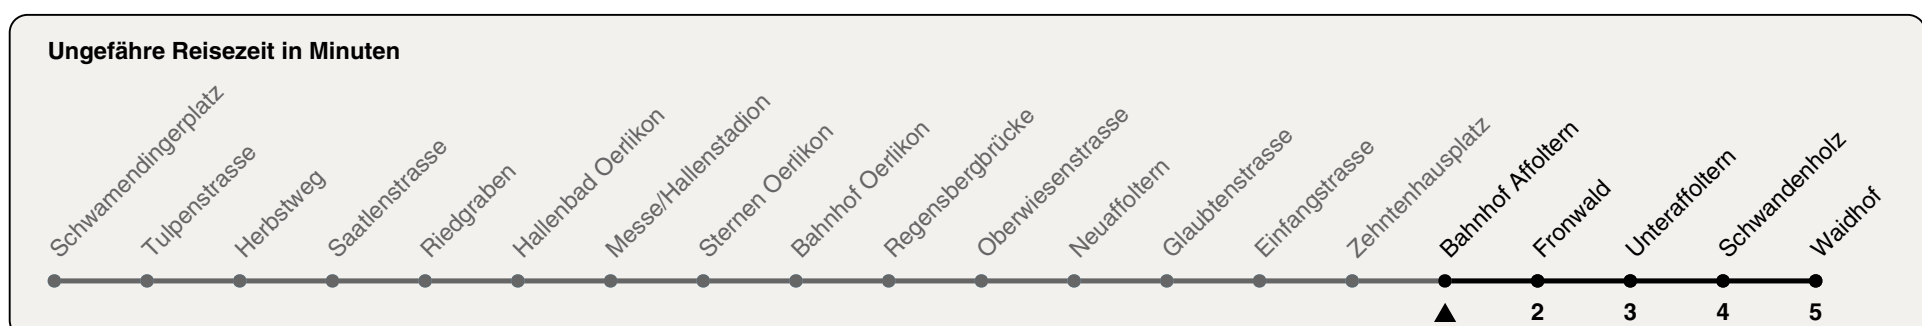 Ungefähre Reisezeit in Minuten
Schwamendingerplatz
Tulpenstrasse
Herbstweg
Saatlenstrasse
Riedgraben
Hallenbad Oerlikon
Messe/Hallenstadion
Sternen Oerlikon
Bahnhof Oerlikon
Regensbergbrücke
Oberwiesenstrasse
Neuaffoltern
Glaubtenstrasse
Einfangstrasse
Zehntenhausplatz
Bahnhof Affoltern
Fronwald
Unteraffoltern
Schwandenholz
Waidhof
2 3 4 5